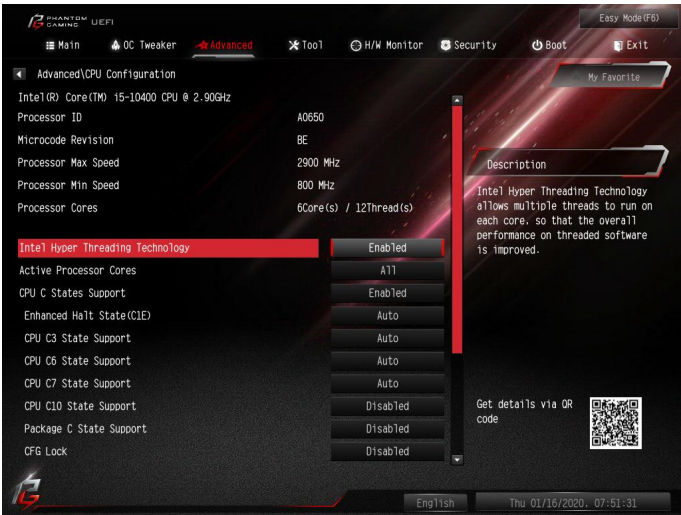 PHANTOM GAMING UEFI
Easy Mode(F6)
Main OC Tweaker Advanced Tool H/W Monitor Security Boot Exit
Advanced\CPU Configuration
My Favorite
Intel(R) Core(TM) i5-10400 CPU @ 2.90GHz
Processor ID A0650
Microcode Revision BE
Processor Max Speed 2900 MHz
Processor Min Speed 800 MHz
Processor Cores 6Core(s) / 12Thread(s)
Intel Hyper Threading Technology Enabled
Active Processor Cores All
CPU C States Support Enabled
Enhanced Halt State(C1E) Auto
CPU C3 State Support Auto
CPU C6 State Support Auto
CPU C7 State Support Auto
CPU C10 State Support Disabled
Package C State Support Disabled
CFG Lock Disabled
Description
Intel Hyper Threading Technology
allows multiple threads to run on
each core, so that the overall
performance on threaded software
is improved.
Get details via QR
code
English
Thu 01/16/2020, 07:51:31